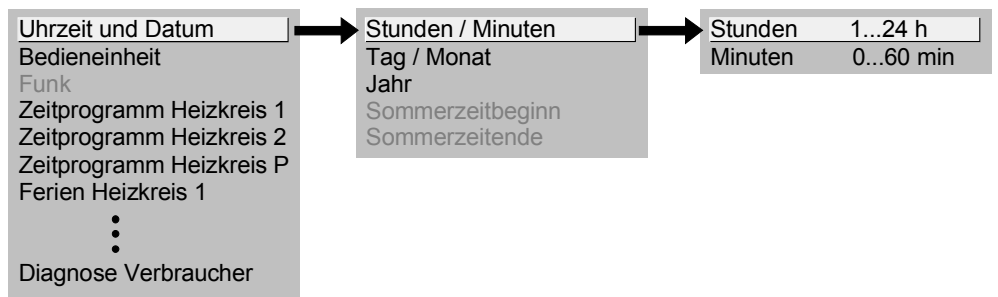 Uhrzeit und Datum
Bedieneinheit
Funk
Zeitprogramm Heizkreis 1
Zeitprogramm Heizkreis 2
Zeitprogramm Heizkreis P
Ferien Heizkreis 1
Diagnose Verbraucher
Stunden / Minuten
Tag / Monat
Jahr
Sommerzeitbeginn
Sommerzeitende
Stunden 1...24 h
Minuten 0...60 min